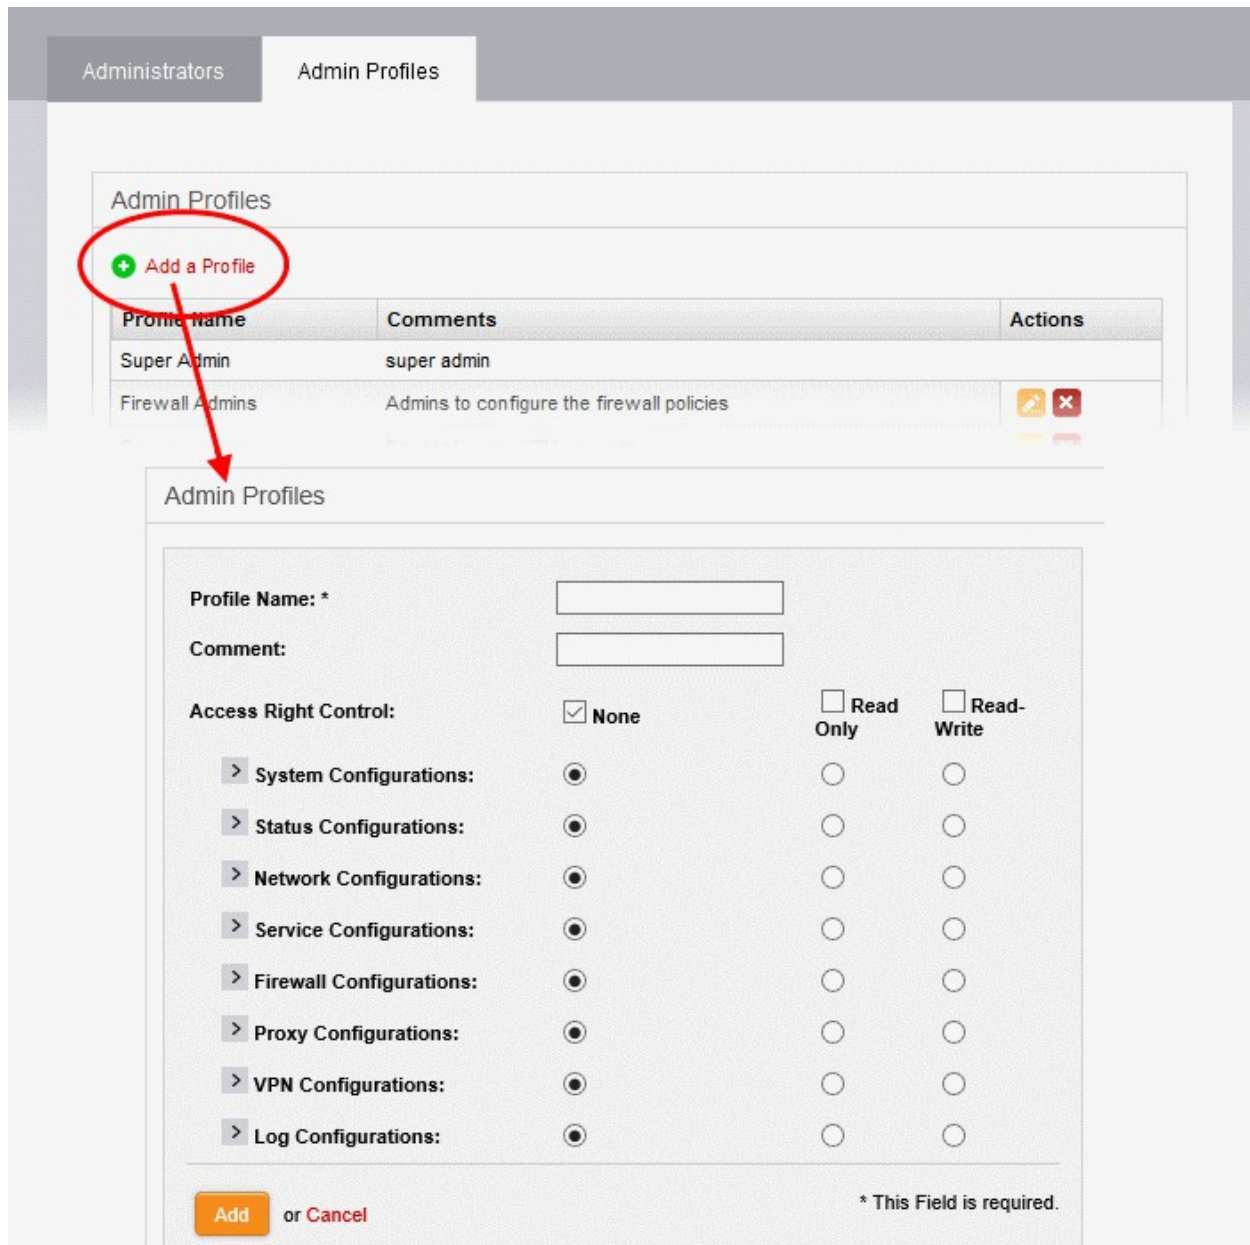 Administrators Admin Profiles
Admin Profiles
Add a Profile
Profile Name Comments Actions
Super Admin super admin
Firewall Admins Admins to configure the firewall policies
Admin Profiles
Profile Name: *
Comment:
Access Right Control: None Read Only Read-Write
System Configurations:
Status Configurations:
Network Configurations:
Service Configurations:
Firewall Configurations:
Proxy Configurations:
VPN Configurations:
Log Configurations:
Add or Cancel * This Field is required.